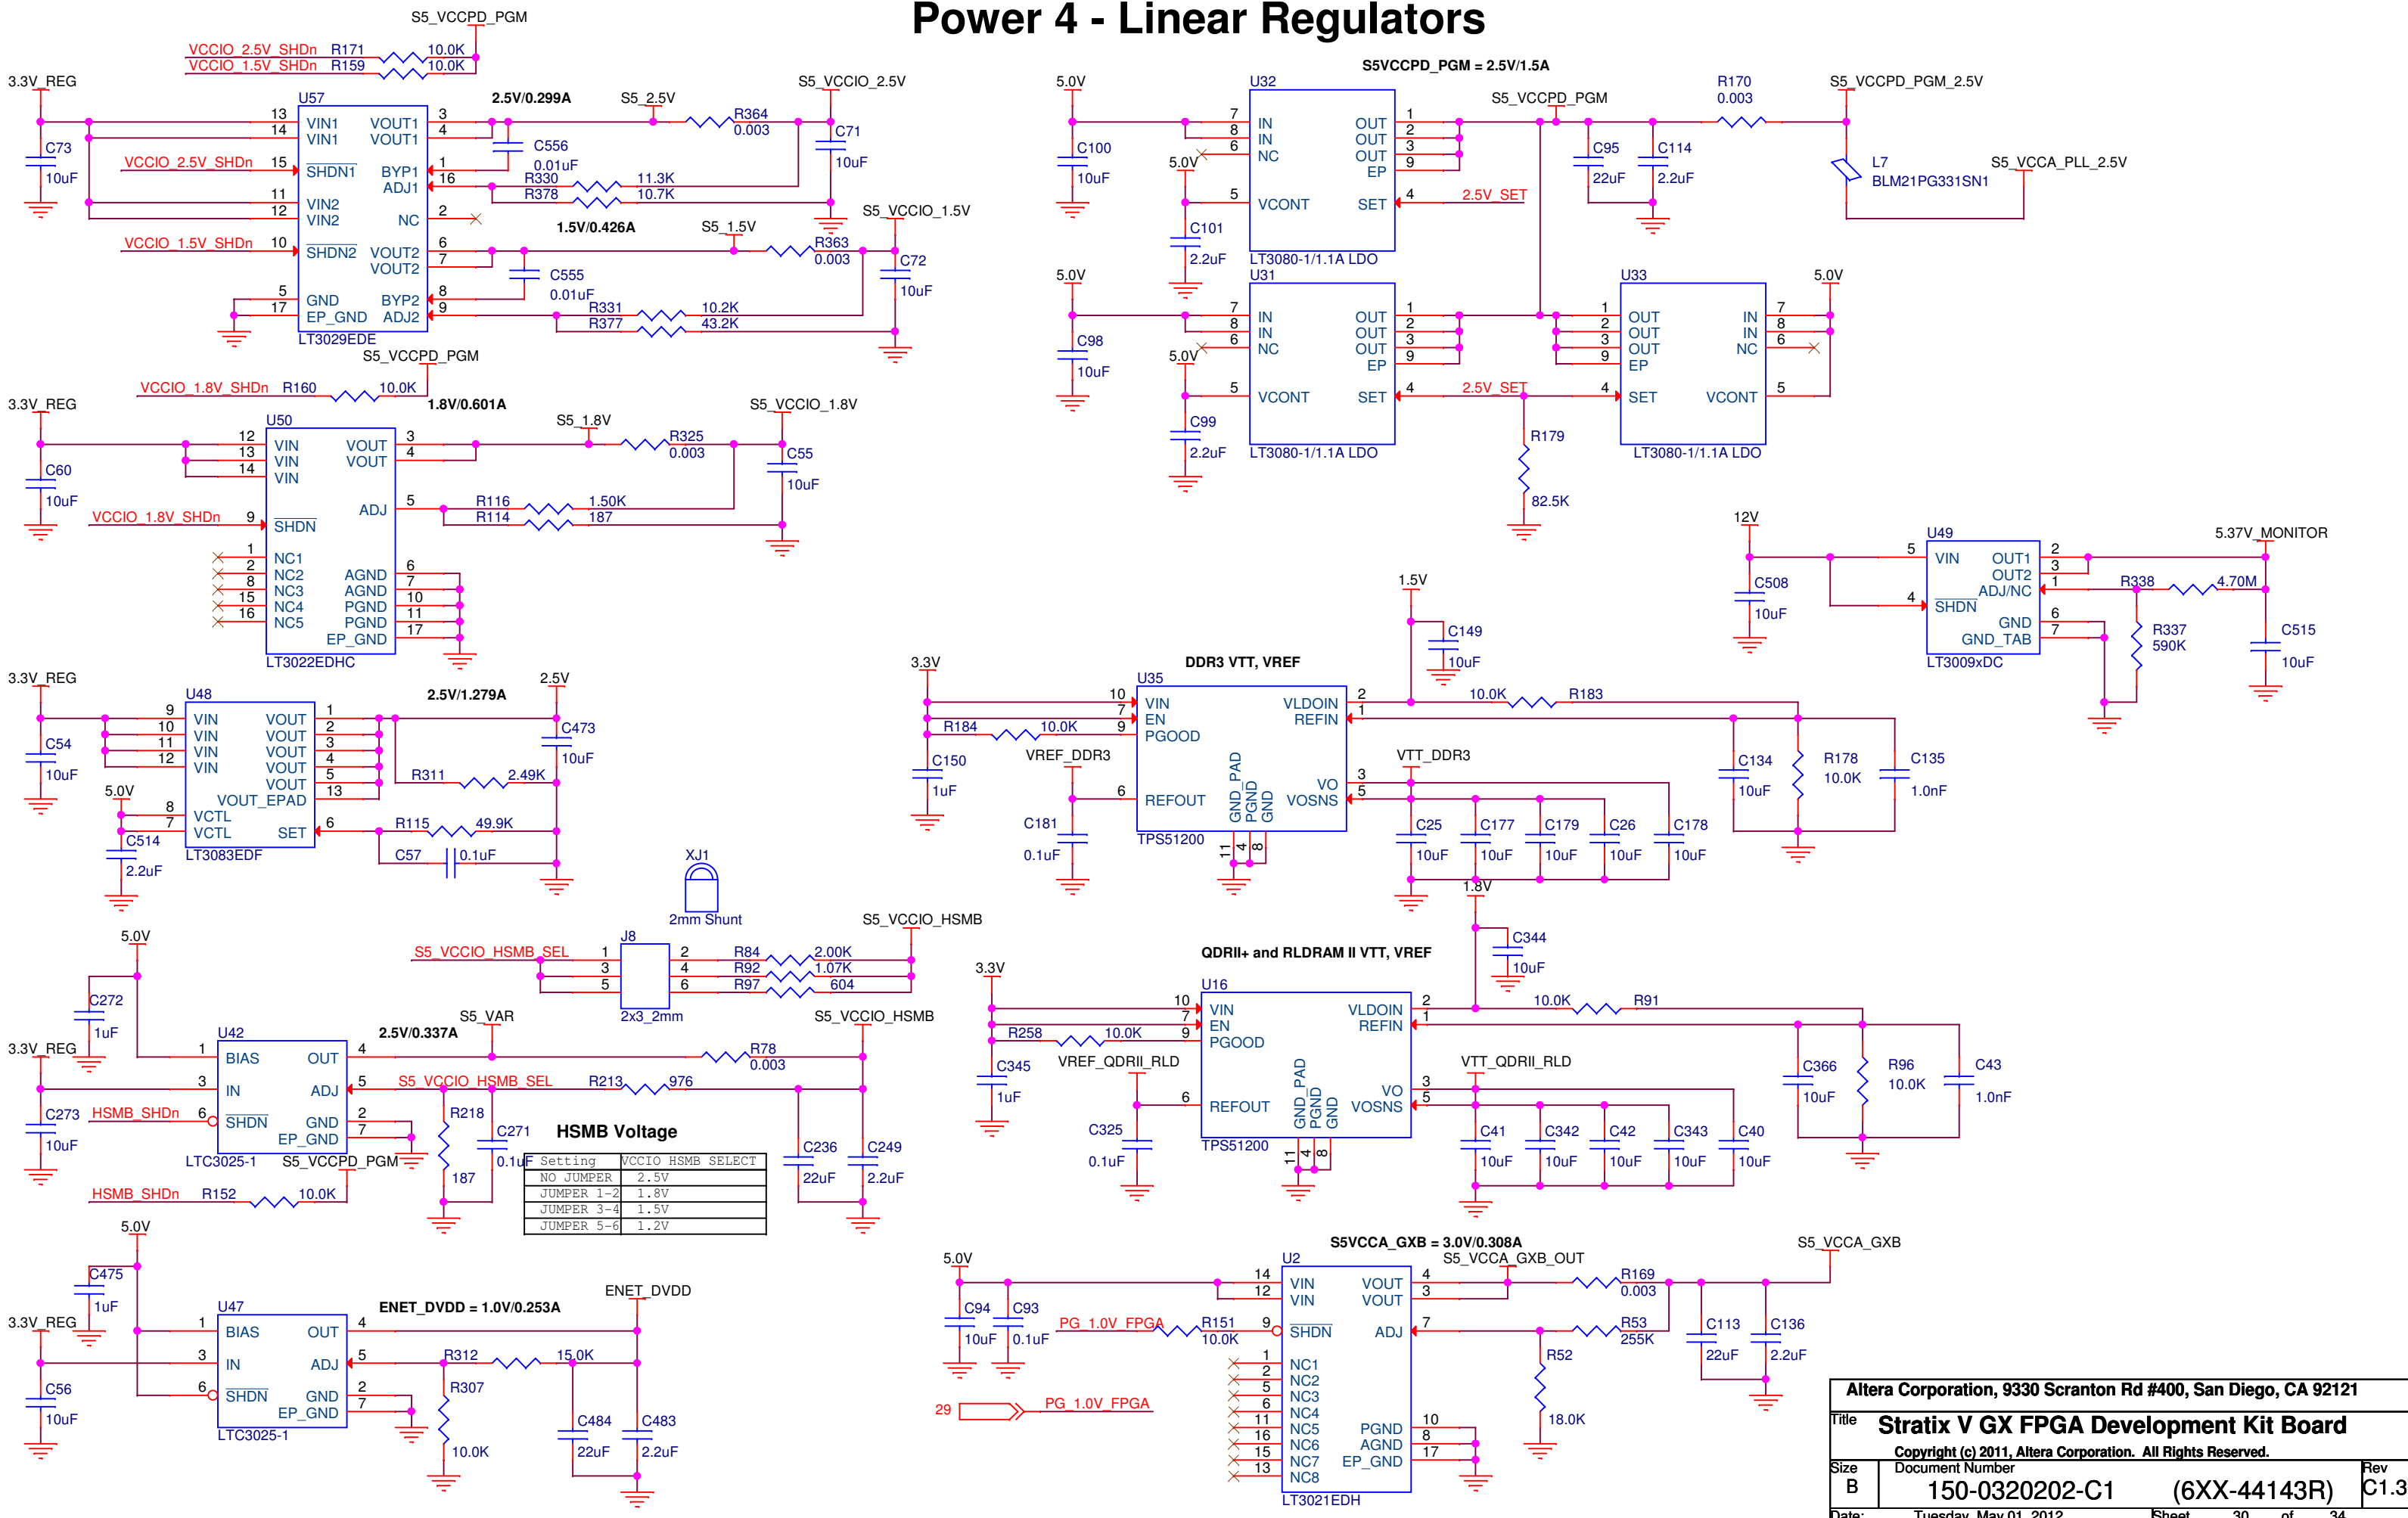 Power 4 - Linear Regulators
S5_VCCPD_PGM
VCCIO_2.5V_SHDn R171 10.0K
VCCIO_1.5V_SHDn R159 10.0K
3.3V_REG
U57
2.5V/0.299A
S5_2.5V
S5_VCCIO_2.5V
R364
0.003
C73
10uF
13 VIN1 VOUT1 3
14 VIN1 VOUT1 4
VCCIO_2.5V_SHDn 15 SHDN1 BYP1 1
ADJ1 16
11 VIN2
12 VIN2 NC 2
VCCIO_1.5V_SHDn 10 SHDN2 VOUT2 6
VOUT2 7
5 GND BYP2 8
17 EP_GND ADJ2 9
LT3029EDE
C556
0.01uF
R330 11.3K
R378 10.7K
C71
10uF
1.5V/0.426A
S5_1.5V
S5_VCCIO_1.5V
R363
0.003
C72
10uF
C555
0.01uF
R331 10.2K
R377 43.2K
S5_VCCPD_PGM
VCCIO_1.8V_SHDn R160 10.0K
3.3V_REG
1.8V/0.601A
S5_1.8V
S5_VCCIO_1.8V
U50
R325
0.003
C60
10uF
C55
10uF
12 VIN VOUT 3
13 VIN VOUT 4
14 VIN
ADJ 5
R116 1.50K
R114 187
VCCIO_1.8V_SHDn 9 SHDN
1 NC1
2 NC2 AGND 6
8 NC3 AGND 7
15 NC4 PGND 10
16 NC5 PGND 11
EP_GND 17
LT3022EDHC
3.3V_REG
U48
2.5V/1.279A
2.5V
C54
10uF
9 VIN VOUT 1
10 VIN VOUT 2
11 VIN VOUT 3
12 VIN VOUT 4
VOUT 5
VOUT_EPAD 13
5.0V
8 VCTL
7 VCTL SET 6
LT3083EDF
C514
2.2uF
C473
10uF
R311 2.49K
R115 49.9K
C57 0.1uF
XJ1
2mm Shunt
S5_VCCIO_HSMB
S5_VCCIO_HSMB_SEL
J8
1 2 R84 2.00K
3 4 R92 1.07K
5 6 R97 604
2x3_2mm
5.0V
C272
1uF
3.3V_REG
U42
2.5V/0.337A
S5_VAR
S5_VCCIO_HSMB
R78
0.003
1 BIAS OUT 4
3 IN ADJ 5
S5_VCCIO_HSMB_SEL R213 976
C273
10uF
HSMB_SHDn 6 SHDN GND 2
EP_GND 7
LTC3025-1
S5_VCCPD_PGM
HSMB_SHDn R152 10.0K
R218
187
C271
0.1uF
C236
22uF
C249
2.2uF
HSMB Voltage
Setting VCCIO HSMB SELECT
NO JUMPER 2.5V
JUMPER 1-2 1.8V
JUMPER 3-4 1.5V
JUMPER 5-6 1.2V
5.0V
C475
1uF
3.3V_REG
U47
ENET_DVDD = 1.0V/0.253A
ENET_DVDD
1 BIAS OUT 4
3 IN ADJ 5
6 SHDN GND 2
EP_GND 7
LTC3025-1
C56
10uF
R312 15.0K
R307
10.0K
C484
22uF
C483
2.2uF
S5VCCPD_PGM = 2.5V/1.5A
5.0V
U32
S5_VCCPD_PGM
R170
0.003
S5_VCCPD_PGM_2.5V
C100
10uF
7 IN OUT 1
8 IN OUT 2
6 NC OUT 3
EP 9
5.0V
5 VCONT SET 4 2.5V_SET
C101
2.2uF
LT3080-1/1.1A LDO
C95
22uF
C114
2.2uF
L7
BLM21PG331SN1
S5_VCCA_PLL_2.5V
5.0V
U31
C98
10uF
7 IN OUT 1
8 IN OUT 2
6 NC OUT 3
EP 9
5.0V
5 VCONT SET 4 2.5V_SET
C99
2.2uF
LT3080-1/1.1A LDO
U33
5.0V
1 OUT IN 7
2 OUT IN 8
3 OUT NC 6
9 EP
4 SET VCONT 5
LT3080-1/1.1A LDO
R179
82.5K
12V
U49
5.37V_MONITOR
C508
10uF
5 VIN OUT1 2
OUT2 3
ADJ/NC 1
4 SHDN
GND 6
GND_TAB 7
LT3009xDC
R338 4.70M
R337
590K
C515
10uF
1.5V
C149
10uF
3.3V
DDR3 VTT, VREF
U35
10 VIN VLDOIN 2
7 EN REFIN 1
9 PGOOD
R184 10.0K
10.0K R183
C150
1uF
VREF_DDR3
6 REFOUT
VO 3
VOSNS 5
GND_PAD PGND GND
11 4 8
TPS51200
C181
0.1uF
VTT_DDR3
C25 C177 C179 C26 C178
10uF 10uF 10uF 10uF 10uF
C134
10uF
R178
10.0K
C135
1.0nF
1.8V
C344
10uF
3.3V
QDRII+ and RLDRAM II VTT, VREF
U16
10 VIN VLDOIN 2
7 EN REFIN 1
9 PGOOD
R258 10.0K
10.0K R91
C345
1uF
VREF_QDRII_RLD
6 REFOUT
VO 3
VOSNS 5
GND_PAD PGND GND
11 4 8
TPS51200
C325
0.1uF
VTT_QDRII_RLD
C41 C342 C42 C343 C40
10uF 10uF 10uF 10uF 10uF
C366
10uF
R96
10.0K
C43
1.0nF
S5VCCA_GXB = 3.0V/0.308A
5.0V
U2
S5_VCCA_GXB_OUT
S5_VCCA_GXB
R169
0.003
C94
10uF
C93
0.1uF
14 VIN VOUT 4
12 VIN VOUT 3
PG_1.0V_FPGA R151
10.0K
9 SHDN ADJ 7
R53
255K
R52
18.0K
C113
22uF
C136
2.2uF
1 NC1
2 NC2
5 NC3
6 NC4
11 NC5 PGND 10
16 NC6 AGND 8
15 NC7 EP_GND 17
13 NC8
LT3021EDH
29 PG_1.0V_FPGA
Altera Corporation, 9330 Scranton Rd #400, San Diego, CA 92121
Title Stratix V GX FPGA Development Kit Board
Copyright (c) 2011, Altera Corporation. All Rights Reserved.
Size Document Number Rev
B 150-0320202-C1 (6XX-44143R) C1.3
Date: Tuesday, May 01, 2012 Sheet 30 of 34